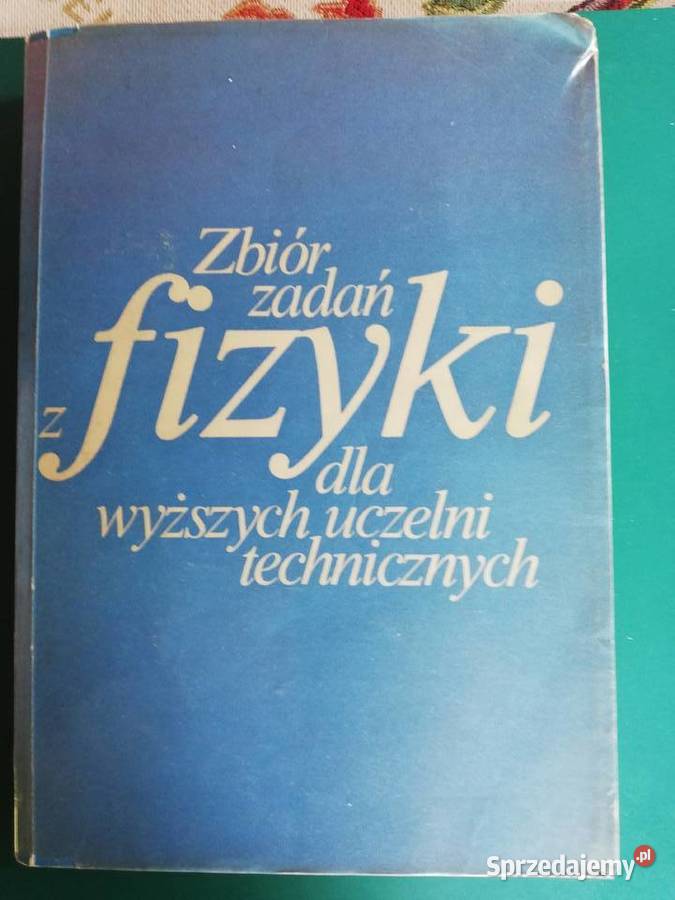 Zbiór
zadań
z fizyki
dla
wyższych uczelni
technicznych
Sprzedajemy.pl